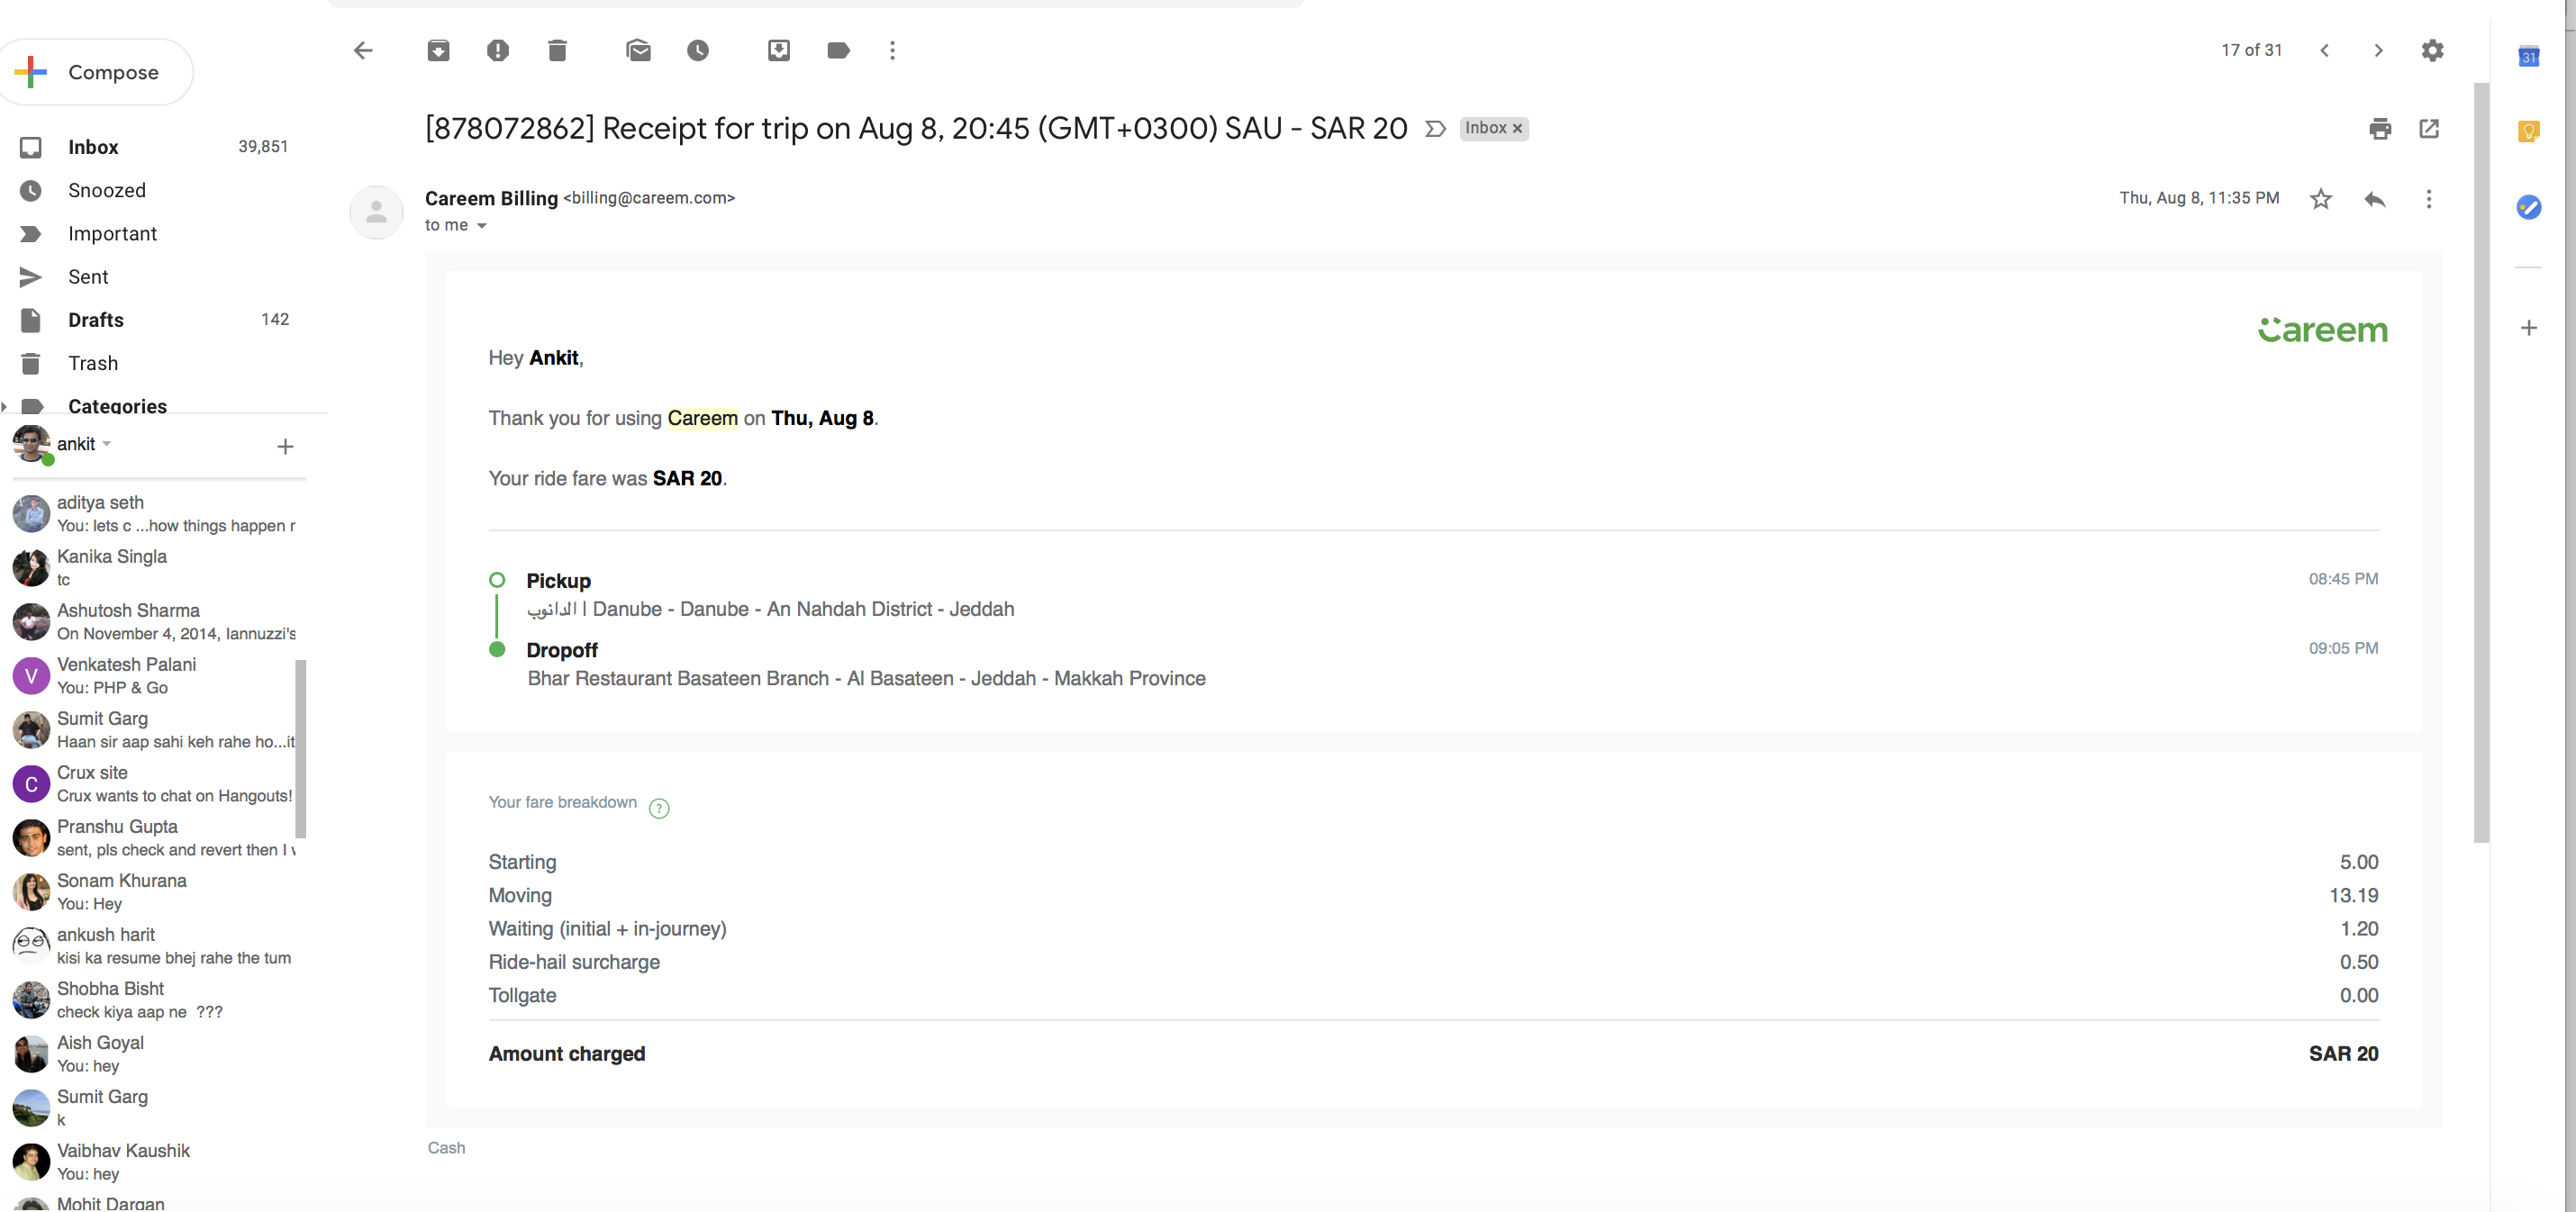 Compose
17 of 31
31
Inbox 39,851
Snoozed
Important
Sent
Drafts 142
Trash
Categories
ankit
aditya seth
You: lets c ...how things happen r
Kanika Singla
tc
Ashutosh Sharma
On November 4, 2014, Iannuzzi's
Venkatesh Palani
V
You: PHP & Go
Sumit Garg
Haan sir aap sahi keh rahe ho...it
Crux site
C
Crux wants to chat on Hangouts!
Pranshu Gupta
sent, pls check and revert then I
Sonam Khurana
You: Hey
ankush harit
kisi ka resume bhej rahe the tum
Shobha Bisht
check kiya aap ne ???
Aish Goyal
You: hey
Sumit Garg
k
Vaibhav Kaushik
You: hey
Mohit Dargan
[878072862] Receipt for trip on Aug 8, 20:45 (GMT+0300) SAU - SAR 20 Inbox x
Careem Billing <billing@careem.com> Thu, Aug 8, 11:35 PM
to me
Careem
Hey Ankit,
Thank you for using Careem on Thu, Aug 8.
Your ride fare was SAR 20.
Pickup 08:45 PM
الدانوب | Danube - Danube - An Nahdah District - Jeddah
Dropoff 09:05 PM
Bhar Restaurant Basateen Branch - Al Basateen - Jeddah - Makkah Province
Your fare breakdown ?
Starting 5.00
Moving 13.19
Waiting (initial + in-journey) 1.20
Ride-hail surcharge 0.50
Tollgate 0.00
Amount charged SAR 20
Cash